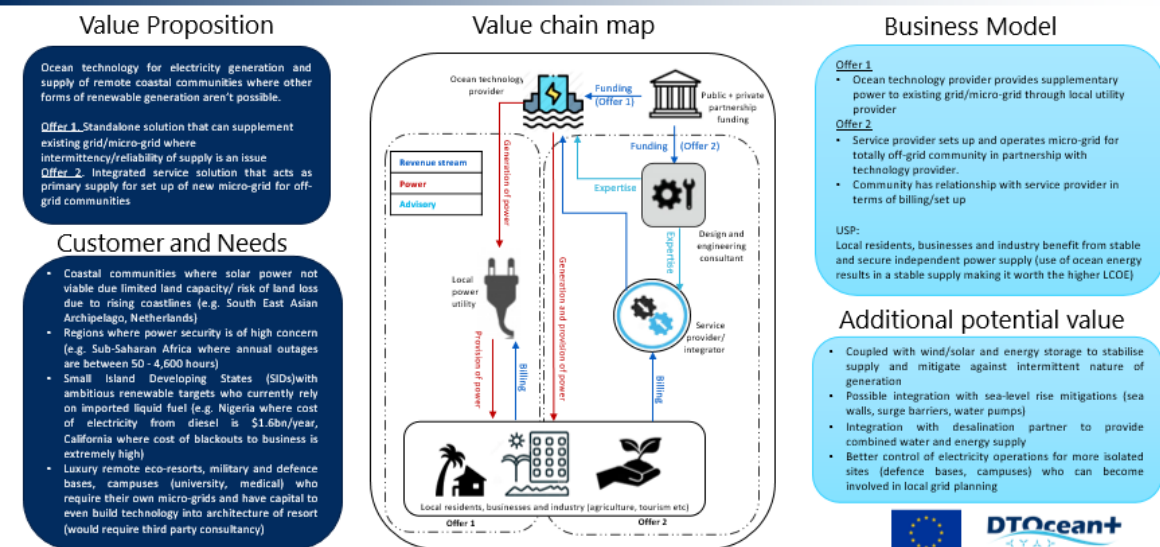 Value Proposition
Ocean technology for electricity generation and
supply of remote coastal communities where other
forms of renewable generation aren't possible.
Offer 1. Standalone solution that can supplement
existing grid/micro-grid where
intermittency/reliability of supply is an issue
Offer 2. Integrated service solution that acts as
primary supply for set up of new micro-grid for off-
grid communities
Customer and Needs
• Coastal communities where solar power not
viable due limited land capacity/ risk of land loss
due to rising coastlines (e.g. South East Asian
Archipelago, Netherlands)
• Regions where power security is of high concern
(e.g. Sub-Saharan Africa where annual outages
are between 50 - 4,600 hours)
• Small Island Developing States (SIDs)with
ambitious renewable targets who currently rely
on imported liquid fuel (e.g. Nigeria where cost
of electricity from diesel is $1.6bn/year,
California where cost of blackouts to business is
extremely high)
• Luxury remote eco-resorts, military and defence
bases, campuses (university, medical) who
require their own micro-grids and have capital to
even build technology into architecture of resort
(would require third party consultancy)
Value chain map
Ocean technology
provider
Funding
(Offer 1)
Public + private
partnership
funding
Funding (Offer 2)
Revenue stream
Power
Advisory
Generation of power
Expertise
Design and
engineering
consultant
Expertise
Local
power
utility
Generation and provision of power
Service
provider/
integrator
Provision of power
Billing
Billing
Local residents, businesses and industry (agriculture, tourism etc)
Offer 1
Offer 2
Business Model
Offer 1
• Ocean technology provider provides supplementary
power to existing grid/micro-grid through local utility
provider
Offer 2
• Service provider sets up and operates micro-grid for
totally off-grid community in partnership with
technology provider.
• Community has relationship with service provider in
terms of billing/set up
USP:
Local residents, businesses and industry benefit from stable
and secure independent power supply (use of ocean energy
results in a stable supply making it worth the higher LCOE)
Additional potential value
• Coupled with wind/solar and energy storage to stabilise
supply and mitigate against intermittent nature of
generation
• Possible integration with sea-level rise mitigations (sea
walls, surge barriers, water pumps)
• Integration with desalination partner to provide
combined water and energy supply
• Better control of electricity operations for more isolated
sites (defence bases, campuses) who can become
involved in local grid planning
DTOcean+